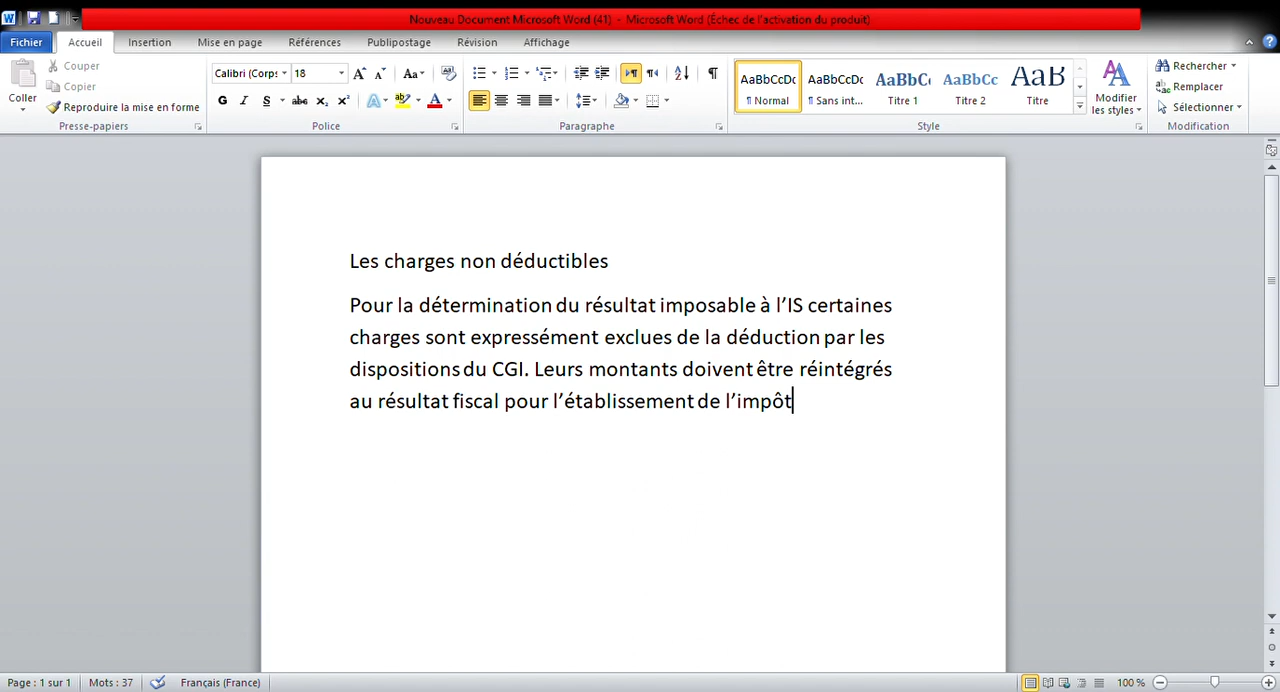 Nouveau Document Microsoft Word (41) - Microsoft Word (Échec de l'activation du produit)
Fichier Accueil Insertion Mise en page Références Publipostage Révision Affichage
Couper
Copier
Reproduire la mise en forme
Coller
Presse-papiers
Calibri (Corps 18
Police
Paragraphe
AaBbCcDc AaBbCcDc AaBbC AaBbCc AaB
¶ Normal ¶ Sans int... Titre 1 Titre 2 Titre
Modifier
les styles
Style
Rechercher
Remplacer
Sélectionner
Modification
Les charges non déductibles
Pour la détermination du résultat imposable à l’IS certaines
charges sont expressément exclues de la déduction par les
dispositions du CGI. Leurs montants doivent être réintégrés
au résultat fiscal pour l’établissement de l’impôt
Page : 1 sur 1 Mots : 37 Français (France) 100 %